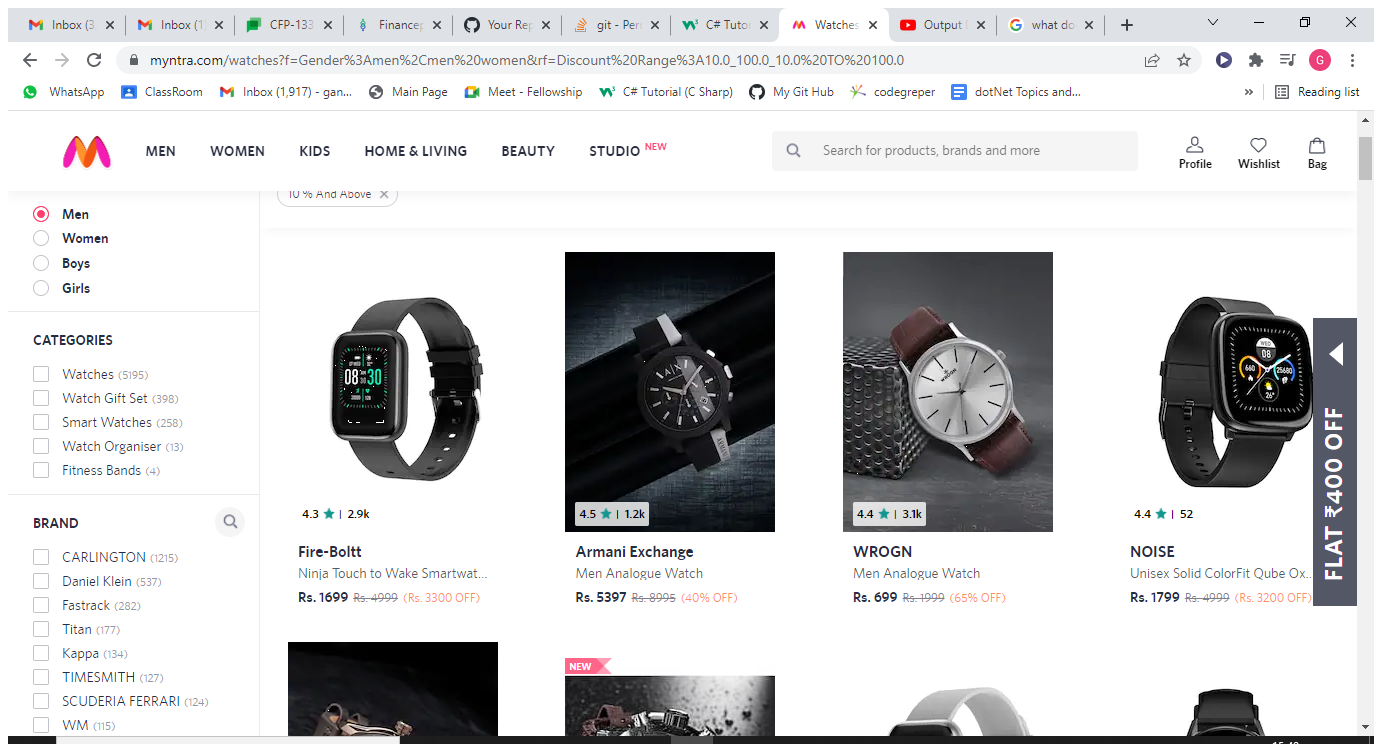 Inbox (3
Inbox (1
CFP-133
Financep
Your Rep
git - Perr
C# Tutor
Watches
Output
what do
myntra.com/watches?f=Gender%3Amen%2Cmen%20women&rf=Discount%20Range%3A10.0_100.0_10.0%20TO%20100.0
G
WhatsApp
ClassRoom
Inbox (1,917) - gan...
Main Page
Meet - Fellowship
C# Tutorial (C Sharp)
My Git Hub
codegreper
dotNet Topics and...
»
Reading list
MEN
WOMEN
KIDS
HOME & LIVING
BEAUTY
STUDIO NEW
Search for products, brands and more
Profile
Wishlist
Bag
10 % And Above
Men
Women
Boys
Girls
CATEGORIES
Watches (5195)
Watch Gift Set (398)
Smart Watches (258)
Watch Organiser (13)
Fitness Bands (4)
BRAND
CARLINGTON (1215)
Daniel Klein (537)
Fastrack (282)
Titan (177)
Kappa (134)
TIMESMITH (127)
SCUDERIA FERRARI (124)
WM (115)
08
30
4.3 ★ | 2.9k
Fire-Boltt
Ninja Touch to Wake Smartwat...
Rs. 1699 Rs. 4999 (Rs. 3300 OFF)
A|X
4.5 ★ | 1.2k
Armani Exchange
Men Analogue Watch
Rs. 5397 Rs. 8995 (40% OFF)
WROGN
4.4 ★ | 3.1k
WROGN
Men Analogue Watch
Rs. 699 Rs. 1999 (65% OFF)
WED
08
660
25680
26°
4.4 ★ | 52
NOISE
Unisex Solid ColorFit Qube Ox...
Rs. 1799 Rs. 4999 (Rs. 3200 OFF)
FLAT ₹400 OFF
NEW